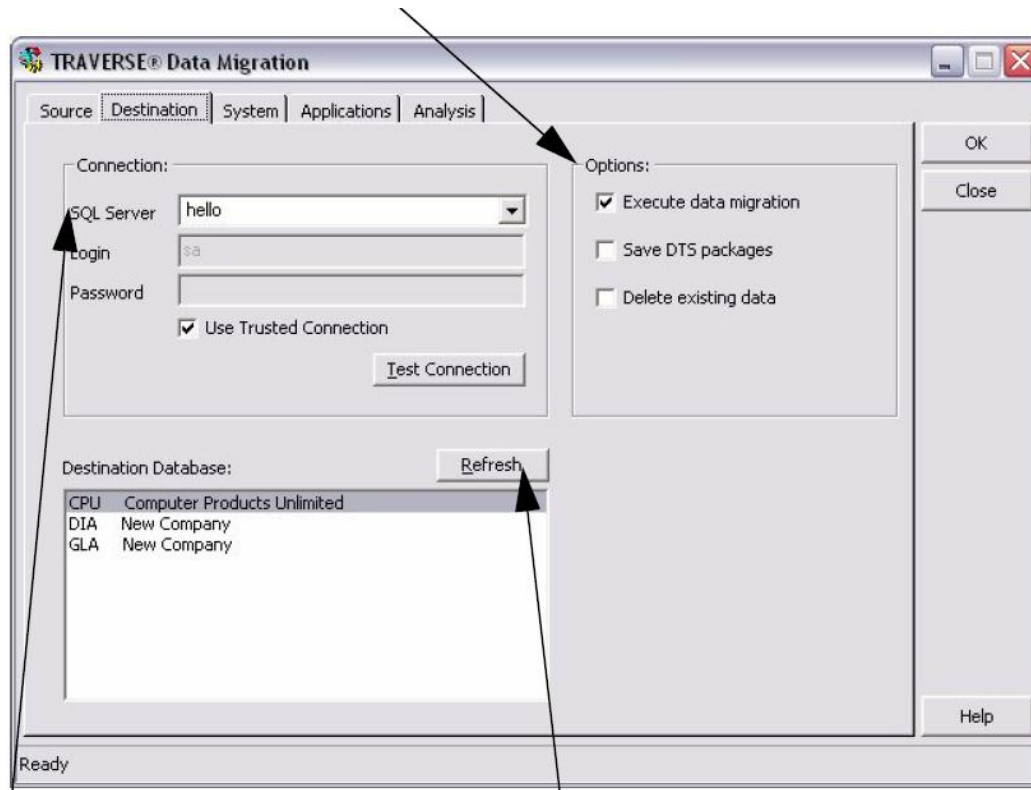 TRAVERSE® Data Migration
Source Destination System Applications Analysis
OK
Close
Connection:
SQL Server hello
Login sa
Password
Use Trusted Connection
Test Connection
Options:
Execute data migration
Save DTS packages
Delete existing data
Destination Database:
Refresh
CPU Computer Products Unlimited
DIA New Company
GLA New Company
Help
Ready